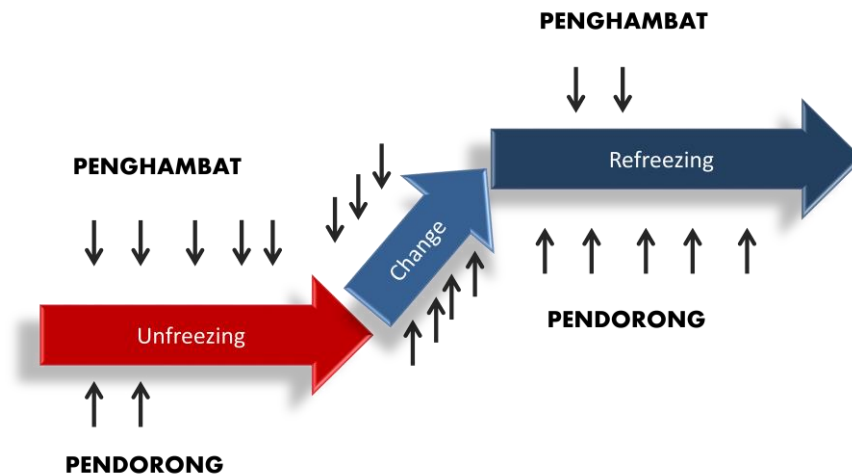 PENGHAMBAT
Refreezing
PENGHAMBAT
Change
Unfreezing
PENDORONG
PENDORONG